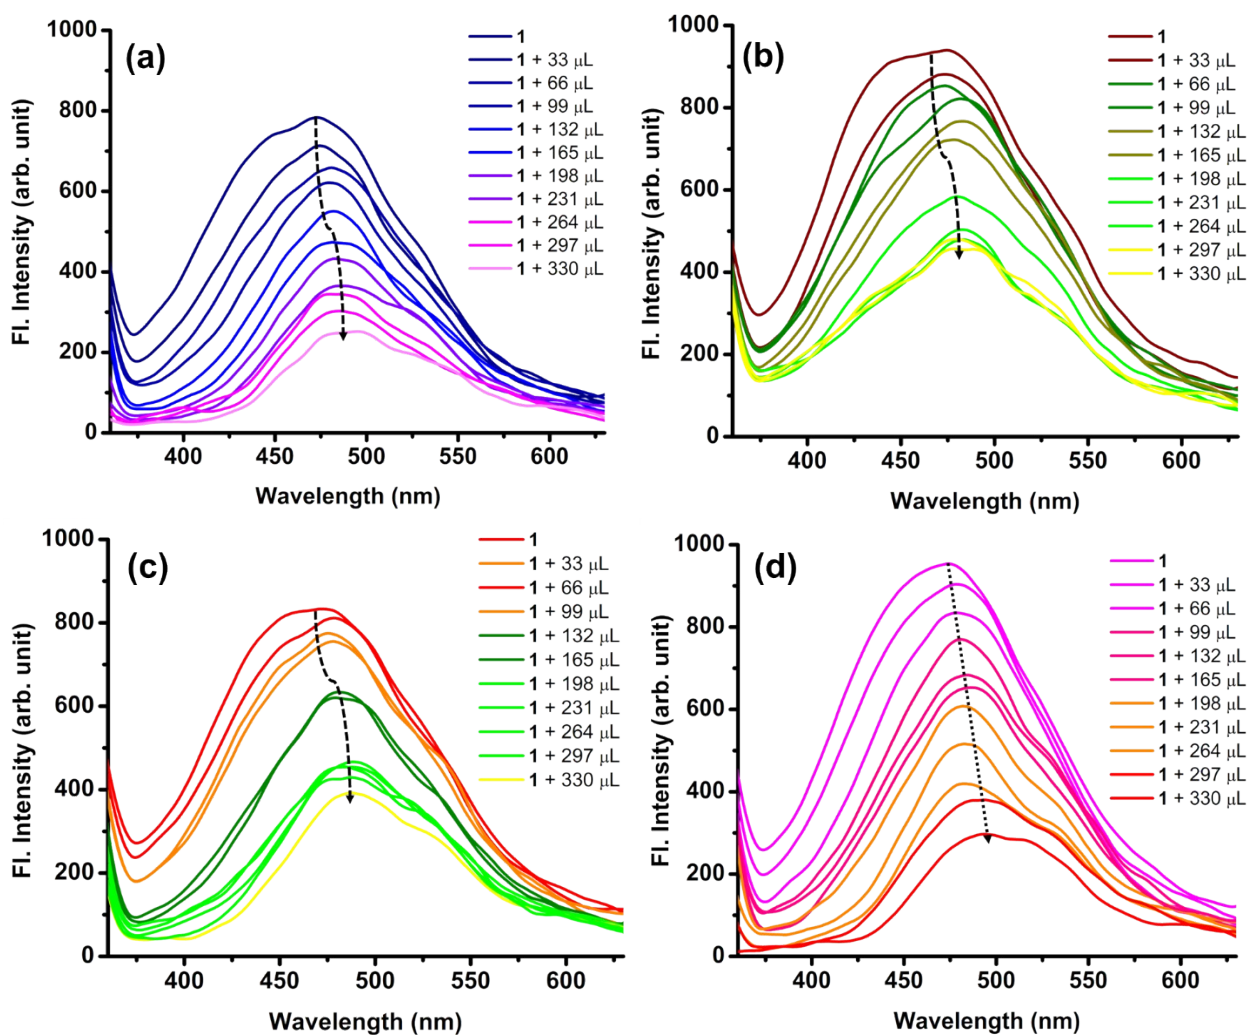 (a)
1000
800
600
400
200
0
400 450 500 550 600
Fl. Intensity (arb. unit)
Wavelength (nm)
1
1 + 33 μL
1 + 66 μL
1 + 99 μL
1 + 132 μL
1 + 165 μL
1 + 198 μL
1 + 231 μL
1 + 264 μL
1 + 297 μL
1 + 330 μL
(b)
1000
800
600
400
200
0
400 450 500 550 600
Fl. Intensity (arb. unit)
Wavelength (nm)
1
1 + 33 μL
1 + 66 μL
1 + 99 μL
1 + 132 μL
1 + 165 μL
1 + 198 μL
1 + 231 μL
1 + 264 μL
1 + 297 μL
1 + 330 μL
(c)
1000
800
600
400
200
0
400 450 500 550 600
Fl. Intensity (arb. unit)
Wavelength (nm)
1
1 + 33 μL
1 + 66 μL
1 + 99 μL
1 + 132 μL
1 + 165 μL
1 + 198 μL
1 + 231 μL
1 + 264 μL
1 + 297 μL
1 + 330 μL
(d)
1000
800
600
400
200
0
400 450 500 550 600
Fl. Intensity (arb. unit)
Wavelength (nm)
1
1 + 33 μL
1 + 66 μL
1 + 99 μL
1 + 132 μL
1 + 165 μL
1 + 198 μL
1 + 231 μL
1 + 264 μL
1 + 297 μL
1 + 330 μL